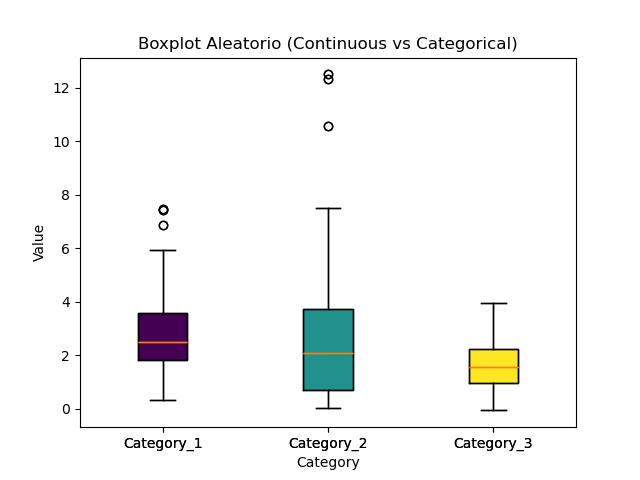 Boxplot Aleatorio (Continuous vs Categorical)
12
10
8
6
4
2
0
Value
Category_1
Category_2
Category_3
Category